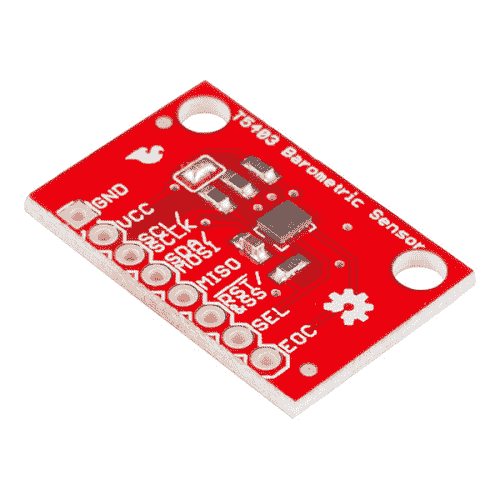 T5403 Barometric Sensor
GND
VCC
SCL/
SCLK
SDA/
MOSI
MISO
RST/
&SS
SEL
EOC